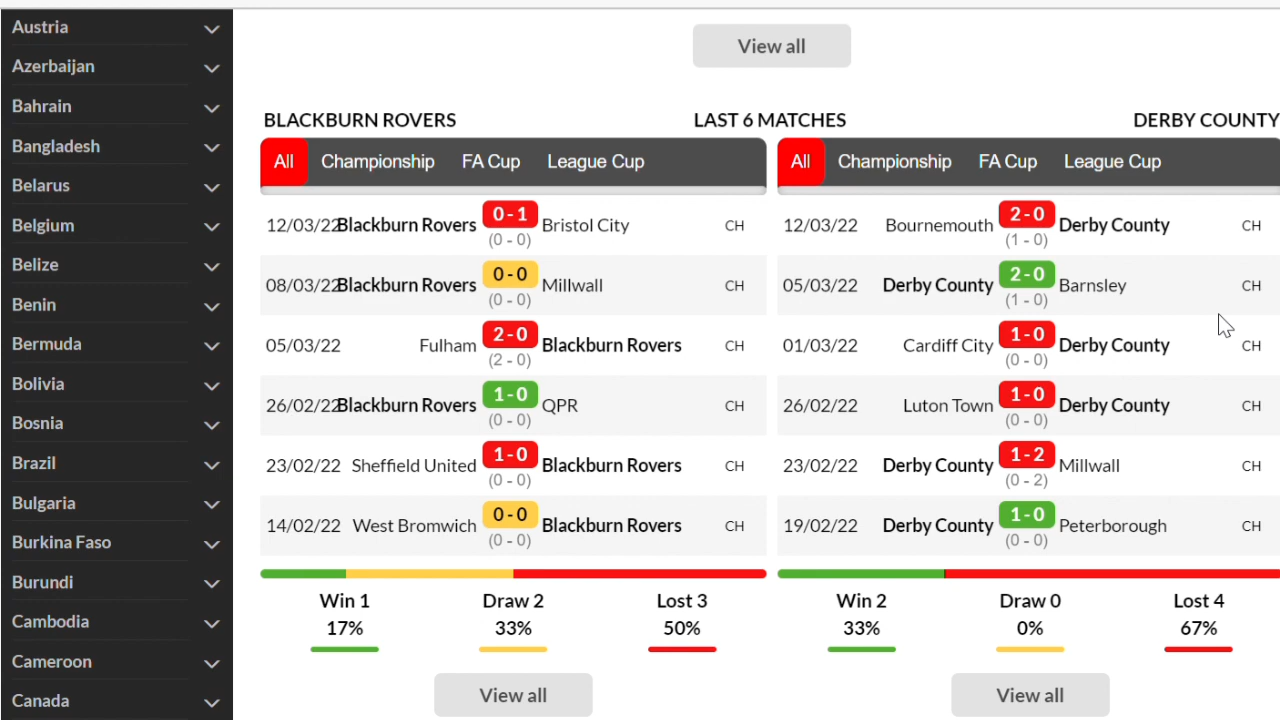 Austria
Azerbaijan
Bahrain
Bangladesh
Belarus
Belgium
Belize
Benin
Bermuda
Bolivia
Bosnia
Brazil
Bulgaria
Burkina Faso
Burundi
Cambodia
Cameroon
Canada
View all
BLACKBURN ROVERS LAST 6 MATCHES DERBY COUNTY
All Championship FA Cup League Cup
12/03/22 Blackburn Rovers 0 - 1 Bristol City CH
(0 - 0)
08/03/22 Blackburn Rovers 0 - 0 Millwall CH
(0 - 0)
05/03/22 Fulham 2 - 0 Blackburn Rovers CH
(2 - 0)
26/02/22 Blackburn Rovers 1 - 0 QPR CH
(0 - 0)
23/02/22 Sheffield United 1 - 0 Blackburn Rovers CH
(0 - 0)
14/02/22 West Bromwich 0 - 0 Blackburn Rovers CH
(0 - 0)
Win 1 Draw 2 Lost 3
17% 33% 50%
View all
All Championship FA Cup League Cup
12/03/22 Bournemouth 2 - 0 Derby County CH
(1 - 0)
05/03/22 Derby County 2 - 0 Barnsley CH
(1 - 0)
01/03/22 Cardiff City 1 - 0 Derby County CH
(0 - 0)
26/02/22 Luton Town 1 - 0 Derby County CH
(0 - 0)
23/02/22 Derby County 1 - 2 Millwall CH
(0 - 2)
19/02/22 Derby County 1 - 0 Peterborough CH
(0 - 0)
Win 2 Draw 0 Lost 4
33% 0% 67%
View all